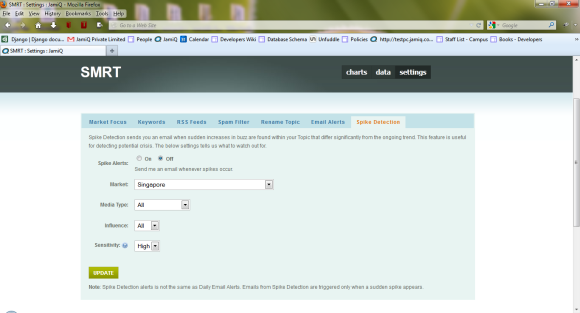 SMRT : Settings : JamiQ - Mozilla Firefox
File Edit View History Bookmarks Tools Help
Go to a Web Site
Google
Django | Django docu... JamiQ Private Limited People @ JamiQ Calendar Developers Wiki Database Schema Unfuddle Policies http://testpc.jamiq.co... Staff List - Campus Books - Developers
SMRT : Settings : JamiQ
SMRT
charts data settings
Market Focus Keywords RSS Feeds Spam Filter Rename Topic Email Alerts Spike Detection
Spike Detection sends you an email when sudden increases in buzz are found within your Topic that differ significantly from the ongoing trend. This feature is useful
for detecting potential crisis. The below settings tells us what to watch out for.
Spike Alerts: On Off
Send me an email whenever spikes occur.
Market: Singapore
Media Type: All
Influence: All
Sensitivity: High
UPDATE
Note: Spike Detection alerts is not the same as Daily Email Alerts. Emails from Spike Detection are triggered only when a sudden spike appears.